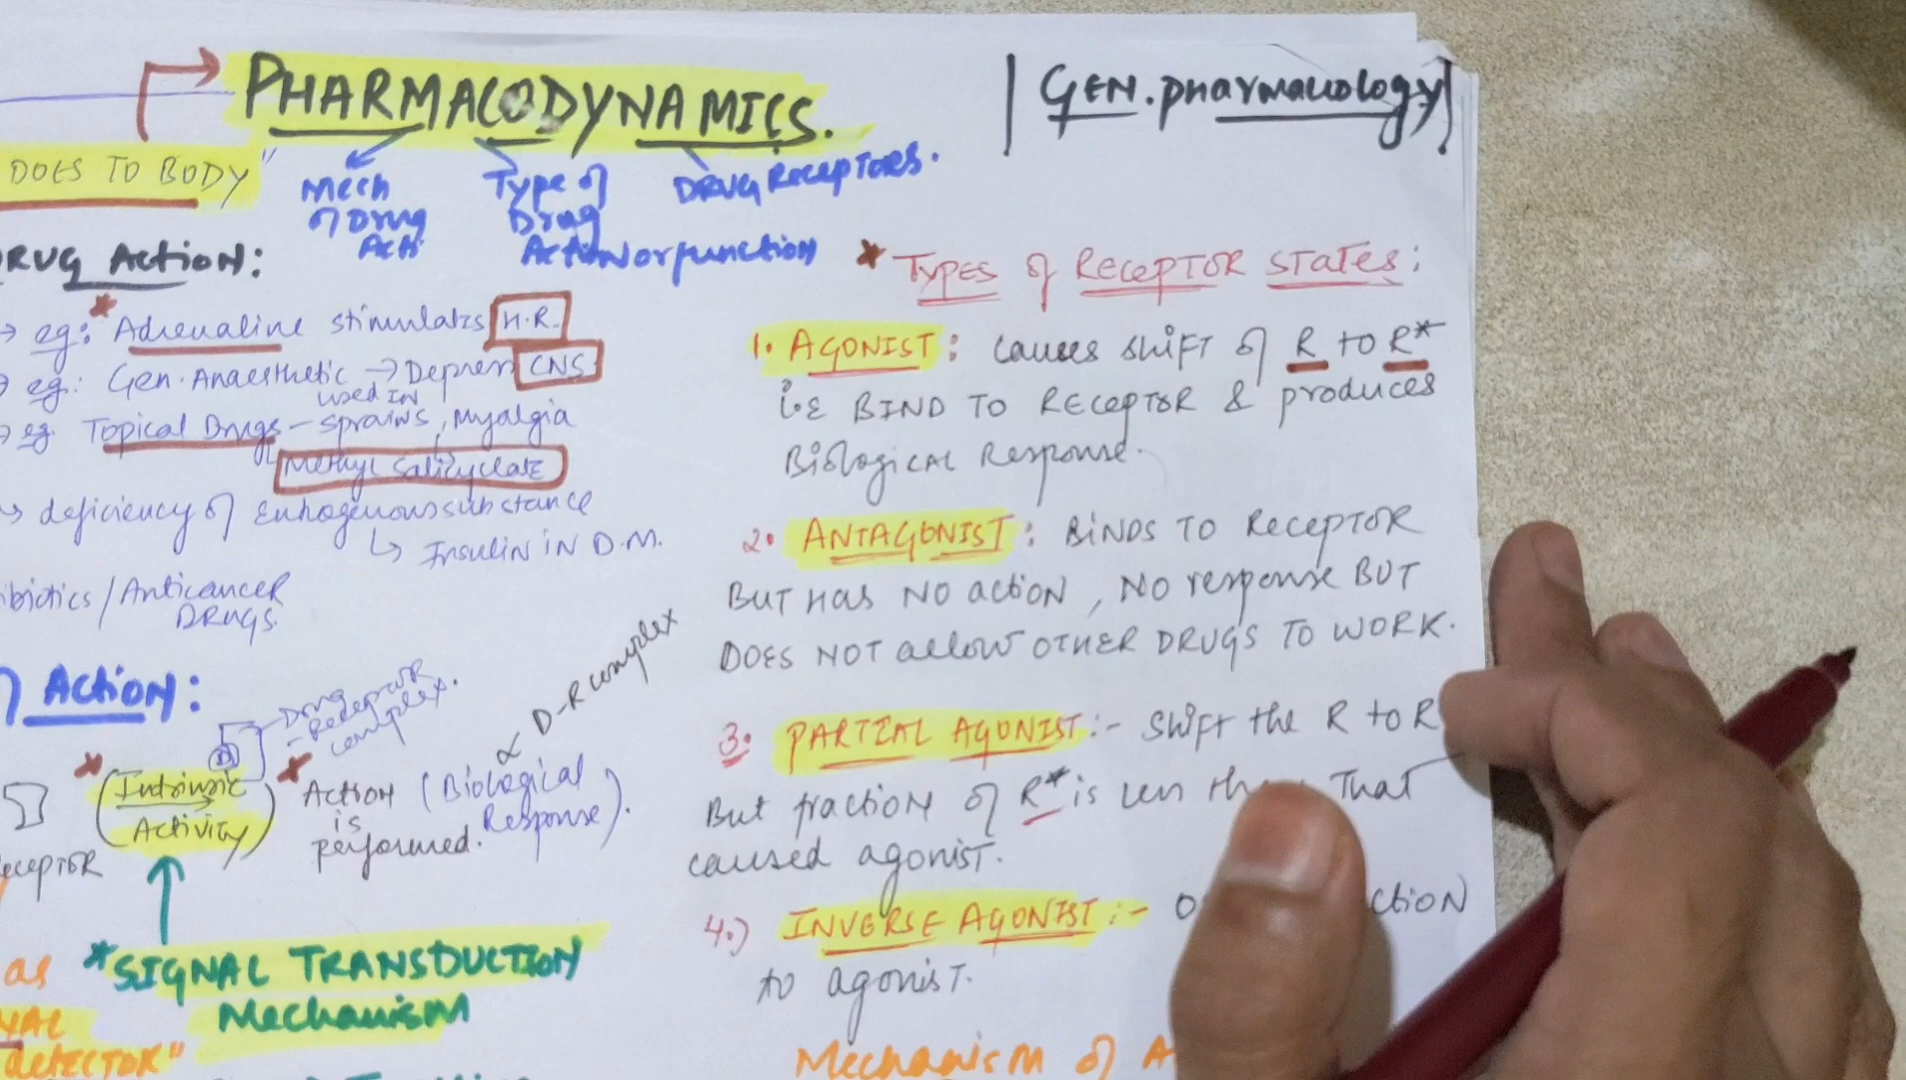 PHARMACODYNAMICS.
GEN. pharmacology
DOES TO BODY"
Mech
of Drug
Acti
Type of
Drug
Action or function
DRUG RECEPTORS.
DRUG ACTION:
→ eg: Adrenaline stimulates H.R.
eg: Gen. Anaesthetic → Depress CNS
used IN
eg. Topical Drugs - sprains, Myalgia
Methyl Salicylate
→ deficiency of Enhogenous substance
↳ Insulin in D.M.
ibiotics / Anticancer
DRUGS.
ACTION:
Drug
- Receptor
complex.
∝ D-R complex
(Intrinsic
Activity)
Action (Biological
is Response).
performed.
eceptor
as
*SIGNAL TRANSDUCTION
Mechanism
DETECTOR"
* TYPES of RECEPTOR STATES:
1. AGONIST: causes shift of R to R*
i.e BIND TO RECEPTOR & produces
Biological Response.
2. ANTAGONIST: BINDS TO RECEPTOR
BUT HAS NO action, NO response BUT
DOES NOT allow OTHER DRUGS TO WORK.
3. PARTIAL AGONIST:- Shift the R to R
But fraction of R* is less th That
caused agonist.
4.) INVERSE AGONIST:- O ction
to agonist.
Mechanism of A